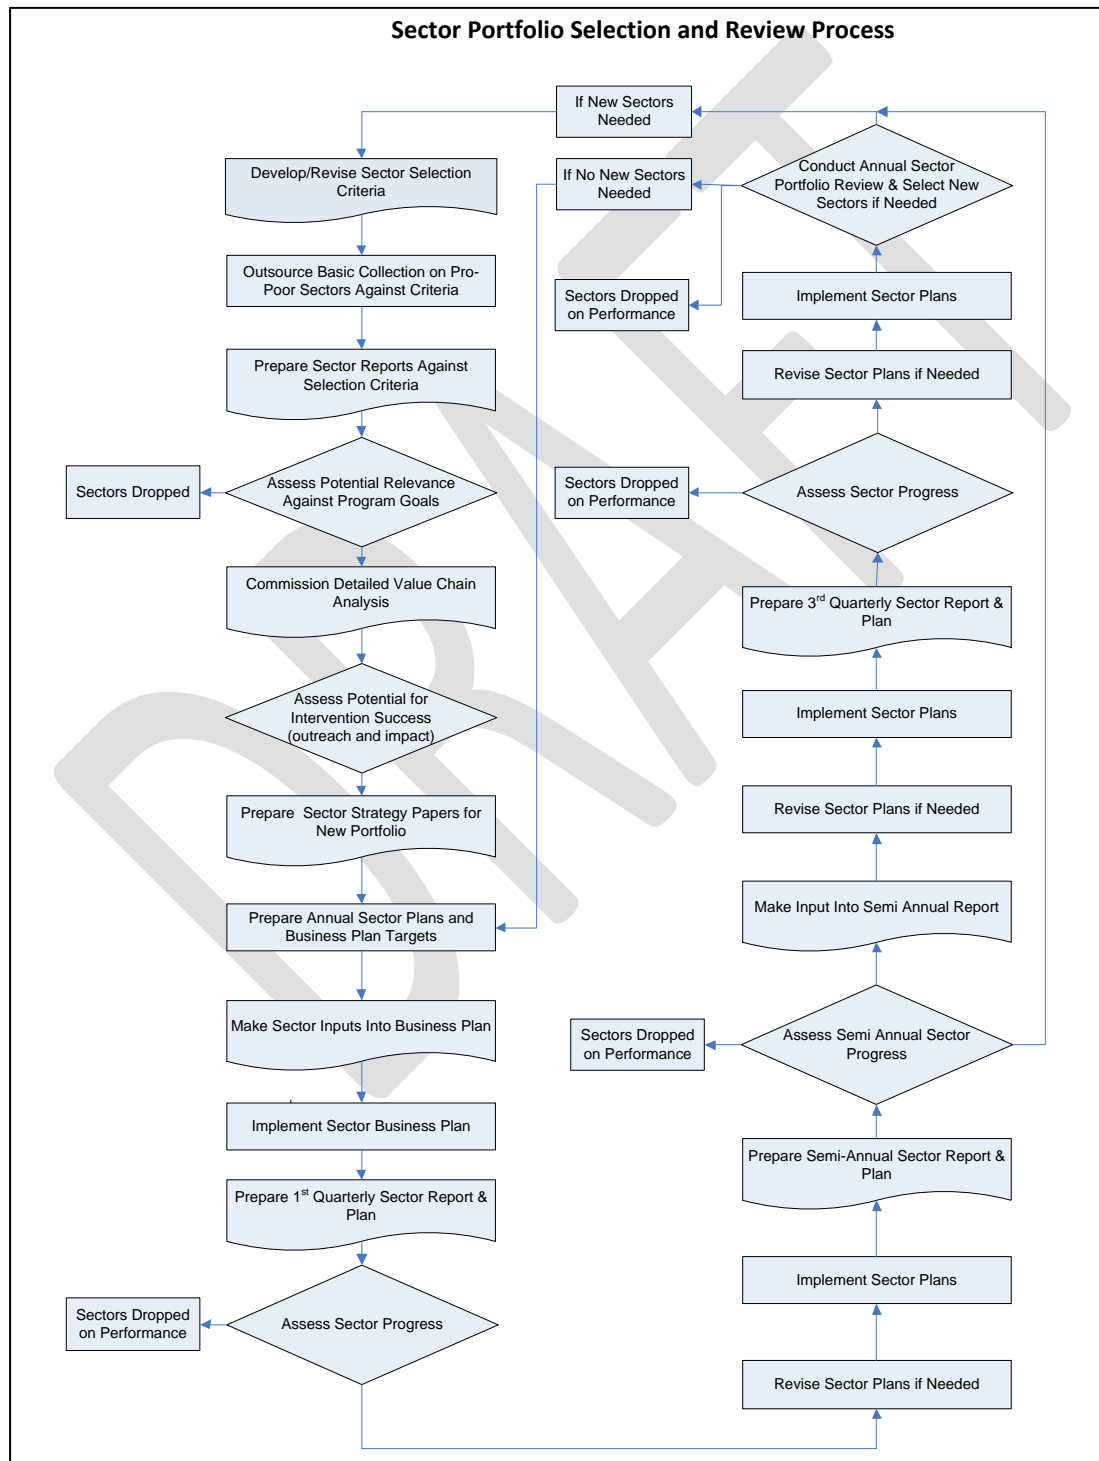 Sector Portfolio Selection and Review Process
If New Sectors
Needed
Develop/Revise Sector Selection
Criteria
Outsource Basic Collection on Pro-
Poor Sectors Against Criteria
Prepare Sector Reports Against
Selection Criteria
Assess Potential Relevance
Against Program Goals
Sectors Dropped
Commission Detailed Value Chain
Analysis
Assess Potential for
Intervention Success
(outreach and impact)
Prepare Sector Strategy Papers for
New Portfolio
Prepare Annual Sector Plans and
Business Plan Targets
Make Sector Inputs Into Business Plan
Implement Sector Business Plan
Prepare 1st Quarterly Sector Report &
Plan
Assess Sector Progress
Sectors Dropped
on Performance
If No New Sectors
Needed
Sectors Dropped
on Performance
Conduct Annual Sector
Portfolio Review & Select New
Sectors if Needed
Implement Sector Plans
Revise Sector Plans if Needed
Sectors Dropped
on Performance
Assess Sector Progress
Prepare 3rd Quarterly Sector Report &
Plan
Implement Sector Plans
Revise Sector Plans if Needed
Make Input Into Semi Annual Report
Sectors Dropped
on Performance
Assess Semi Annual Sector
Progress
Prepare Semi-Annual Sector Report &
Plan
Implement Sector Plans
Revise Sector Plans if Needed
DRAFT